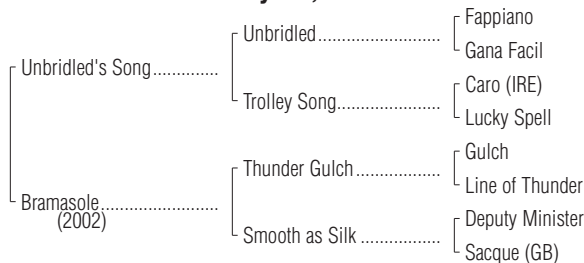 Fappiano
Unbridled
Gana Facil
Unbridled's Song
Caro (IRE)
Trolley Song
Lucky Spell
Gulch
Thunder Gulch
Line of Thunder
Bramasole
(2002)
Deputy Minister
Smooth as Silk
Sacque (GB)